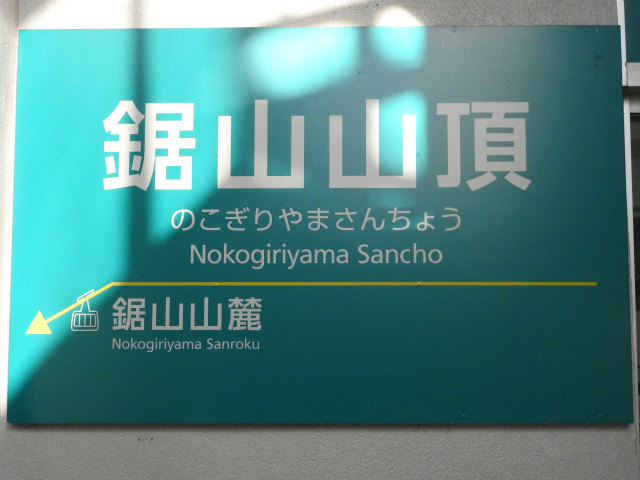 鋸山山頂
のこぎりやまさんちょう
Nokogiriyama Sancho
鋸山山麓
Nokogiriyama Sanroku